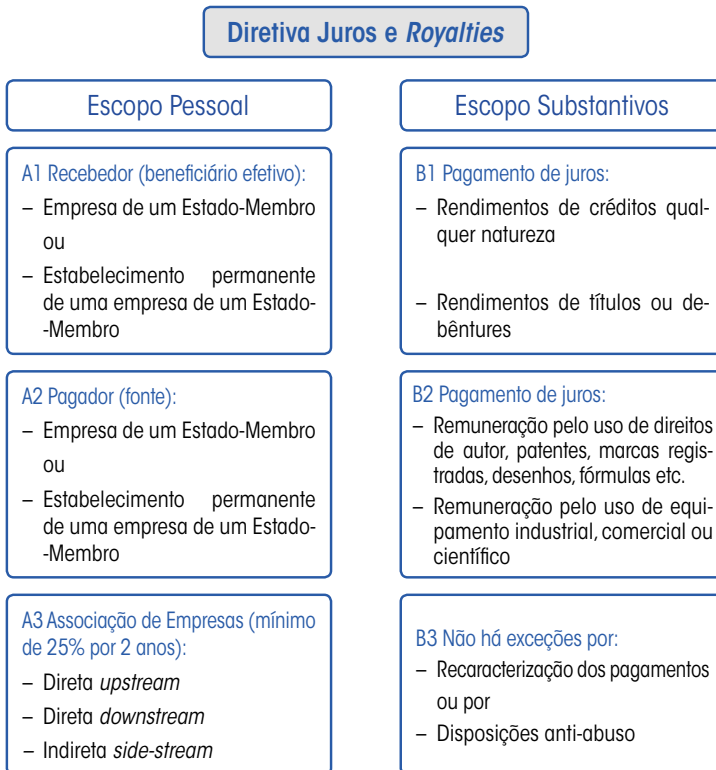 Diretiva Juros e Royalties
Escopo Pessoal
A1 Recebedor (beneficiário efetivo):
– Empresa de um Estado-Membro
ou
– Estabelecimento permanente
de uma empresa de um Estado-
-Membro
A2 Pagador (fonte):
– Empresa de um Estado-Membro
ou
– Estabelecimento permanente
de uma empresa de um Estado-
-Membro
A3 Associação de Empresas (mínimo
de 25% por 2 anos):
– Direta upstream
– Direta downstream
– Indireta side-stream
Escopo Substantivos
B1 Pagamento de juros:
– Rendimentos de créditos qual-
quer natureza
– Rendimentos de títulos ou de-
bêntures
B2 Pagamento de juros:
– Remuneração pelo uso de direitos
de autor, patentes, marcas regis-
tradas, desenhos, fórmulas etc.
– Remuneração pelo uso de equi-
pamento industrial, comercial ou
científico
B3 Não há exceções por:
– Recaracterização dos pagamentos
ou por
– Disposições anti-abuso